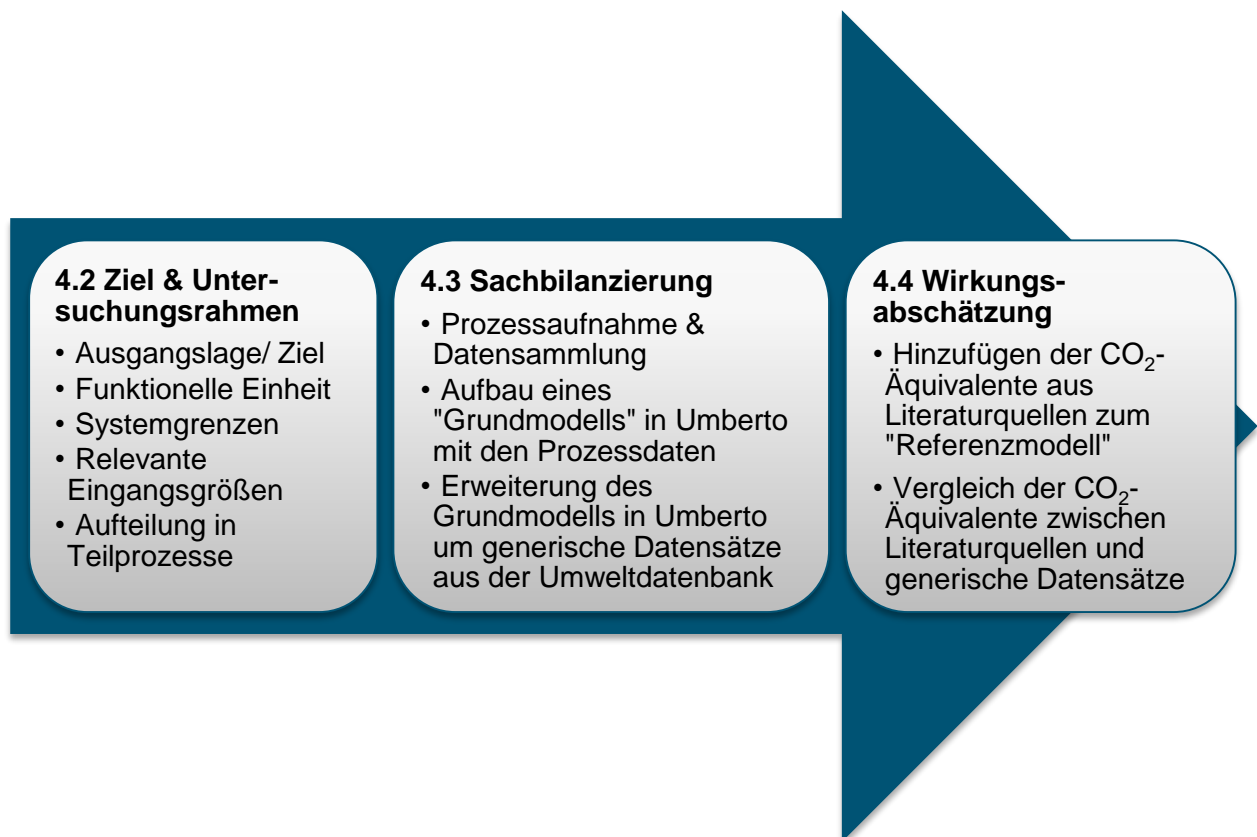 4.2 Ziel & Unter-
suchungsrahmen
• Ausgangslage/ Ziel
• Funktionelle Einheit
• Systemgrenzen
• Relevante
Eingangsgrößen
• Aufteilung in
Teilprozesse
4.3 Sachbilanzierung
• Prozessaufnahme &
Datensammlung
• Aufbau eines
"Grundmodells" in Umberto
mit den Prozessdaten
• Erweiterung des
Grundmodells in Umberto
um generische Datensätze
aus der Umweltdatenbank
4.4 Wirkungs-
abschätzung
• Hinzufügen der CO₂-
Äquivalente aus
Literaturquellen zum
"Referenzmodell"
• Vergleich der CO₂-
Äquivalente zwischen
Literaturquellen und
generische Datensätze